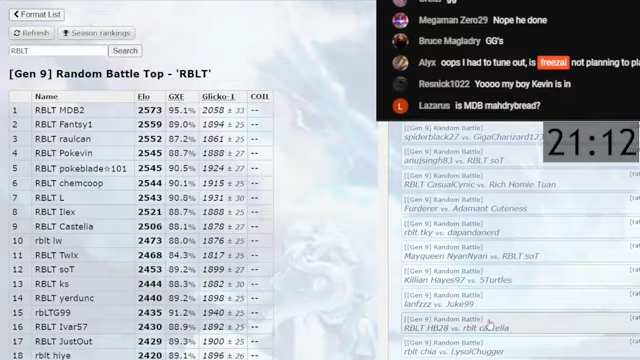 Format List
Refresh Season rankings
RBLT Search
[Gen 9] Random Battle Top - 'RBLT'
Name Elo GXE Glicko-1 COIL
1 RBLT MDB2 2573 95.1% 2058 ± 33 --
2 RBLT Fantsy1 2559 89.0% 1894 ± 25 --
3 RBLT raulcan 2552 87.2% 1861 ± 25 --
4 RBLT Pokevin 2545 88.7% 1888 ± 27 --
5 RBLT pokeblade☆101 2545 90.5% 1924 ± 27 --
6 RBLT chemcoop 2544 90.1% 1915 ± 25 --
7 RBLT L 2543 90.8% 1931 ± 30 --
8 RBLT Ilex 2521 88.7% 1888 ± 25 --
9 RBLT Castelia 2506 88.1% 1878 ± 27 --
10 rblt lw 2473 88.0% 1876 ± 25 --
11 RBLT Twix 2468 84.3% 1817 ± 25 --
12 RBLT soT 2453 89.2% 1899 ± 27 --
13 RBLT ks 2444 88.3% 1882 ± 30 --
14 RBLT yerdunc 2440 89.2% 1898 ± 25 --
15 rbLTG99 2435 91.2% 1940 ± 25 --
16 RBLT Ivar57 2430 88.9% 1892 ± 25 --
17 RBLT JustOut 2429 89.3% 1900 ± 25 --
18 RBLT hiye 2420 89.1% 1896 ± 26 --
gg
Megaman Zero29 Nope he done
Bruce Magladry GG's
Alyx oops I had to tune out, is freezai not planning to pla
Resnick1022 Yoooo my boy Kevin is in
L Lazarus is MDB mahdrybread?
21:12
[[Gen 9] Random Battle]
spiderblack27 vs. GigaCharizard123
[[Gen 9] Random Battle]
anujsingh83 vs. RBLT soT
[[Gen 9] Random Battle]
RBLT CasualCynic vs. Rich Homie Tuan
[[Gen 9] Random Battle]
Furderer vs. Adamant Cuteness
[[Gen 9] Random Battle]
rblt tky vs. dapandanerd
[[Gen 9] Random Battle]
Mayqueen NyanNyan vs. RBLT soT
[[Gen 9] Random Battle]
Killian Hayes97 vs. 5Turtles
[[Gen 9] Random Battle]
lanfzzz vs. Juke99
[[Gen 9] Random Battle]
RBLT HB28 vs. rblt castelia
[[Gen 9] Random Battle]
rblt chia vs. LysolChugger